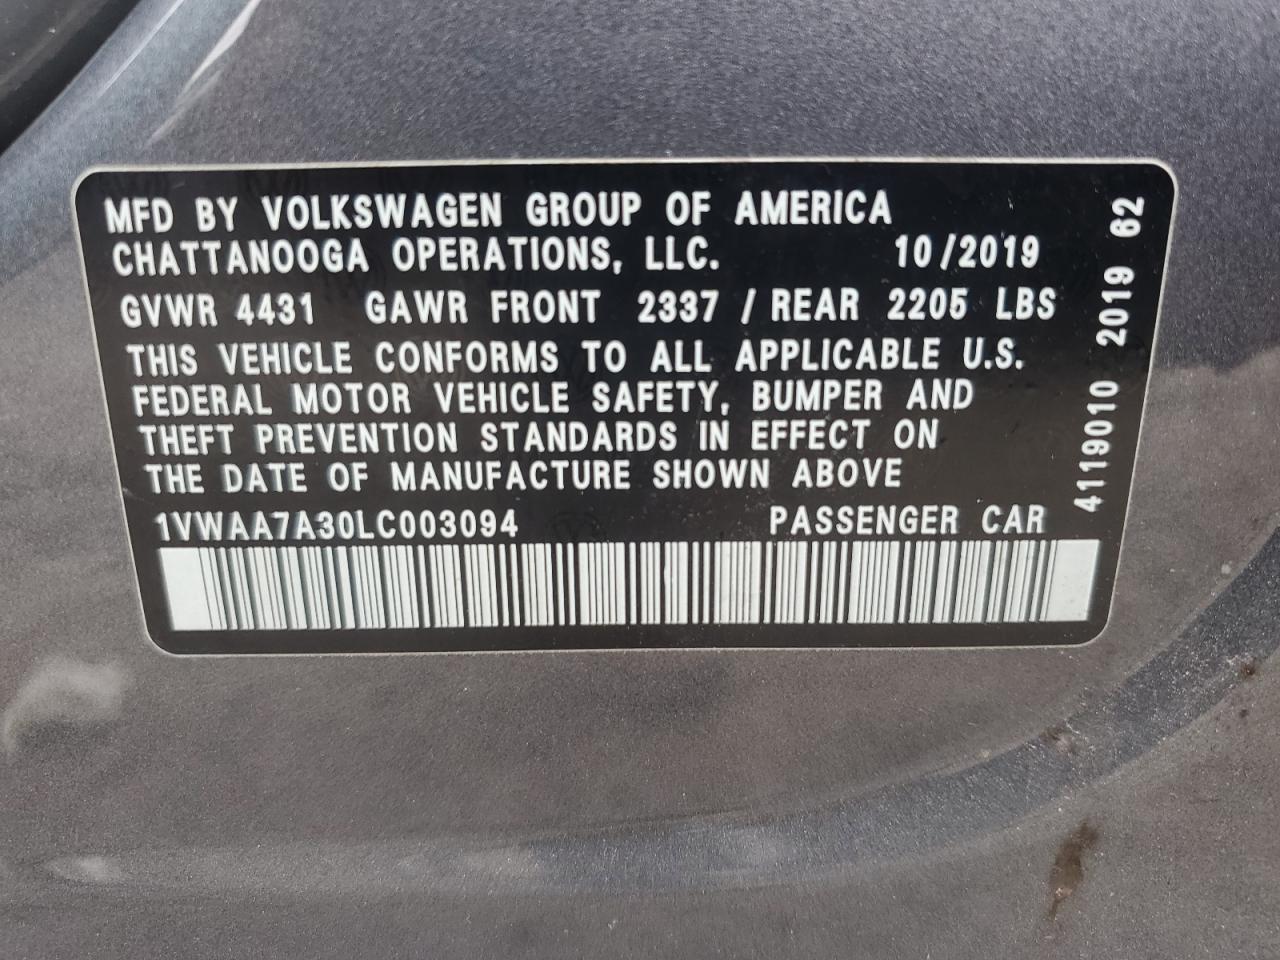 MFD BY VOLKSWAGEN GROUP OF AMERICA
CHATTANOOGA OPERATIONS, LLC. 10/2019
GVWR 4431 GAWR FRONT 2337 / REAR 2205 LBS
THIS VEHICLE CONFORMS TO ALL APPLICABLE U.S.
FEDERAL MOTOR VEHICLE SAFETY, BUMPER AND
THEFT PREVENTION STANDARDS IN EFFECT ON
THE DATE OF MANUFACTURE SHOWN ABOVE
1VWAA7A30LC003094 PASSENGER CAR
4119010 2019 62